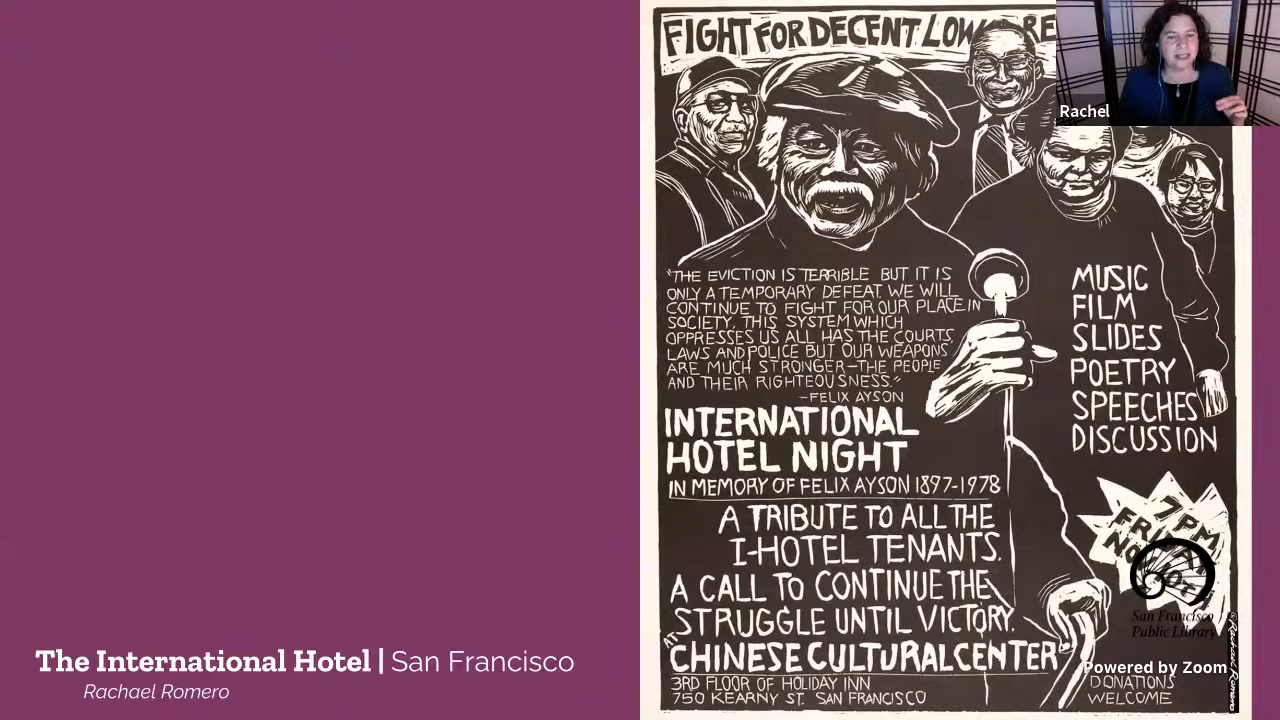 FIGHT FOR DECENT LOW RE
Rachel
"THE EVICTION IS TERRIBLE BUT IT IS
ONLY A TEMPORARY DEFEAT. WE WILL
CONTINUE TO FIGHT FOR OUR PLACE IN
SOCIETY. THIS SYSTEM WHICH
OPPRESSES US ALL HAS THE COURTS,
LAWS AND POLICE BUT OUR WEAPONS
ARE MUCH STRONGER—THE PEOPLE
AND THEIR RIGHTEOUSNESS."
-FELIX AYSON
MUSIC
FILM
SLIDES
POETRY
SPEECHES
DISCUSSION
INTERNATIONAL
HOTEL NIGHT
IN MEMORY OF FELIX AYSON 1897-1978
A TRIBUTE TO ALL THE
I-HOTEL TENANTS.
A CALL TO CONTINUE THE
STRUGGLE UNTIL VICTORY.
AT
CHINESE CULTURAL CENTER
3RD FLOOR OF HOLIDAY INN
750 KEARNY ST. SAN FRANCISCO
7PM
San Francisco
Public Library
Powered by Zoom
DONATIONS
WELCOME
©Rachael Romero
The International Hotel | San Francisco
Rachael Romero